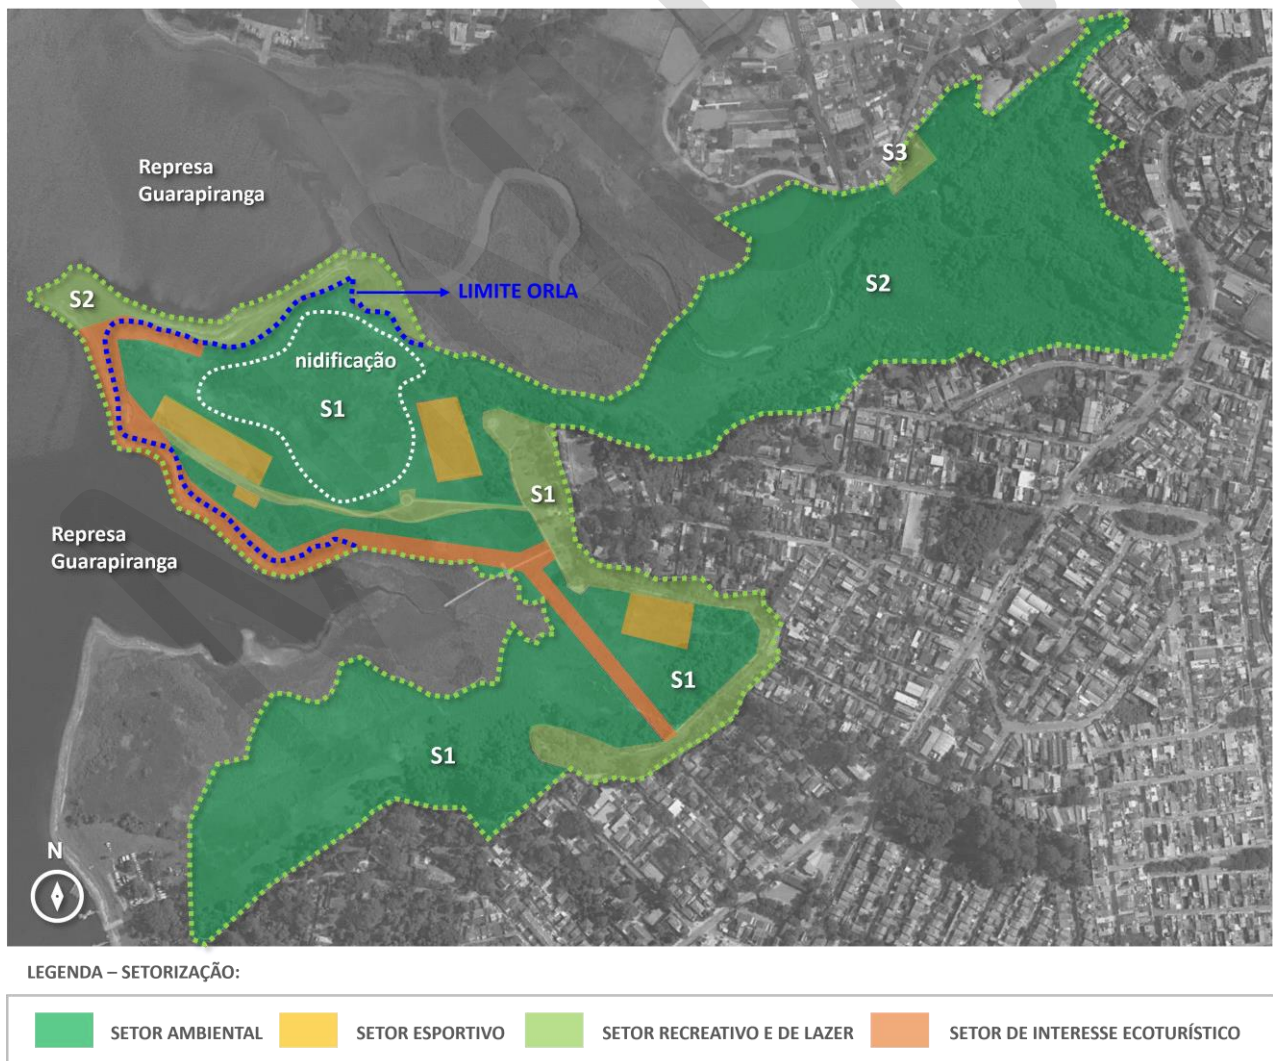 S3
Represa
Guarapiranga
S2
S2
LIMITE ORLA
nidificação
S1
S1
Represa
Guarapiranga
S1
S1
N
LEGENDA – SETORIZAÇÃO:
SETOR AMBIENTAL
SETOR ESPORTIVO
SETOR RECREATIVO E DE LAZER
SETOR DE INTERESSE ECOTURÍSTICO